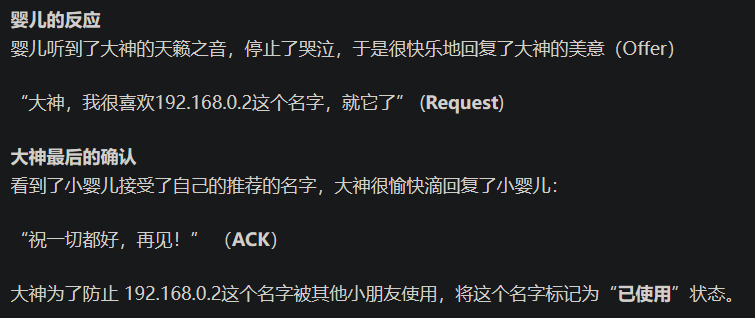 婴儿的反应
婴儿听到了大神的天籁之音，停止了哭泣，于是很快乐地回复了大神的美意（Offer）
“大神，我很喜欢192.168.0.2这个名字，就它了” (Request)
大神最后的确认
看到了小婴儿接受了自己的推荐的名字，大神很愉快滴回复了小婴儿：
“祝一切都好，再见！” （ACK）
大神为了防止 192.168.0.2这个名字被其他小朋友使用，将这个名字标记为“已使用”状态。